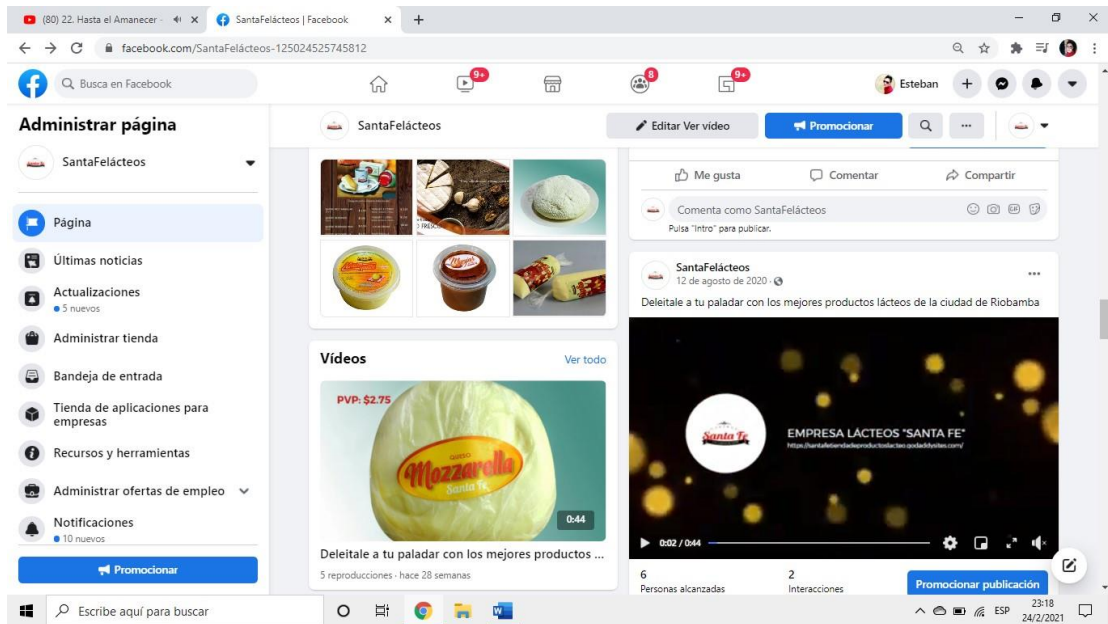 (80) 22. Hasta el Amanecer -
SantaFelácteos | Facebook
facebook.com/SantaFelácteos-125024525745812
Busca en Facebook
9+
8
9+
Esteban
Administrar página
SantaFelácteos
Página
Últimas noticias
Actualizaciones
5 nuevos
Administrar tienda
Bandeja de entrada
Tienda de aplicaciones para
empresas
Recursos y herramientas
Administrar ofertas de empleo
Notificaciones
10 nuevos
Promocionar
SantaFelácteos
Editar Ver vídeo
Promocionar
Vídeos
Ver todo
PVP: $2.75
QUESO
Mozzarella
Santa Fe
0:44
Deleitale a tu paladar con los mejores productos ...
5 reproducciones · hace 28 semanas
Me gusta
Comentar
Compartir
Comenta como SantaFelácteos
Pulsa "Intro" para publicar.
SantaFelácteos
12 de agosto de 2020 ·
Deleitale a tu paladar con los mejores productos lácteos de la ciudad de Riobamba
Santa Fe
EMPRESA LÁCTEOS "SANTA FE"
https://santafetiendadeproductoslacteo.godaddysites.com/
0:02 / 0:44
6
Personas alcanzadas
2
Interacciones
Promocionar publicación
Escribe aquí para buscar
ESP
23:18
24/2/2021